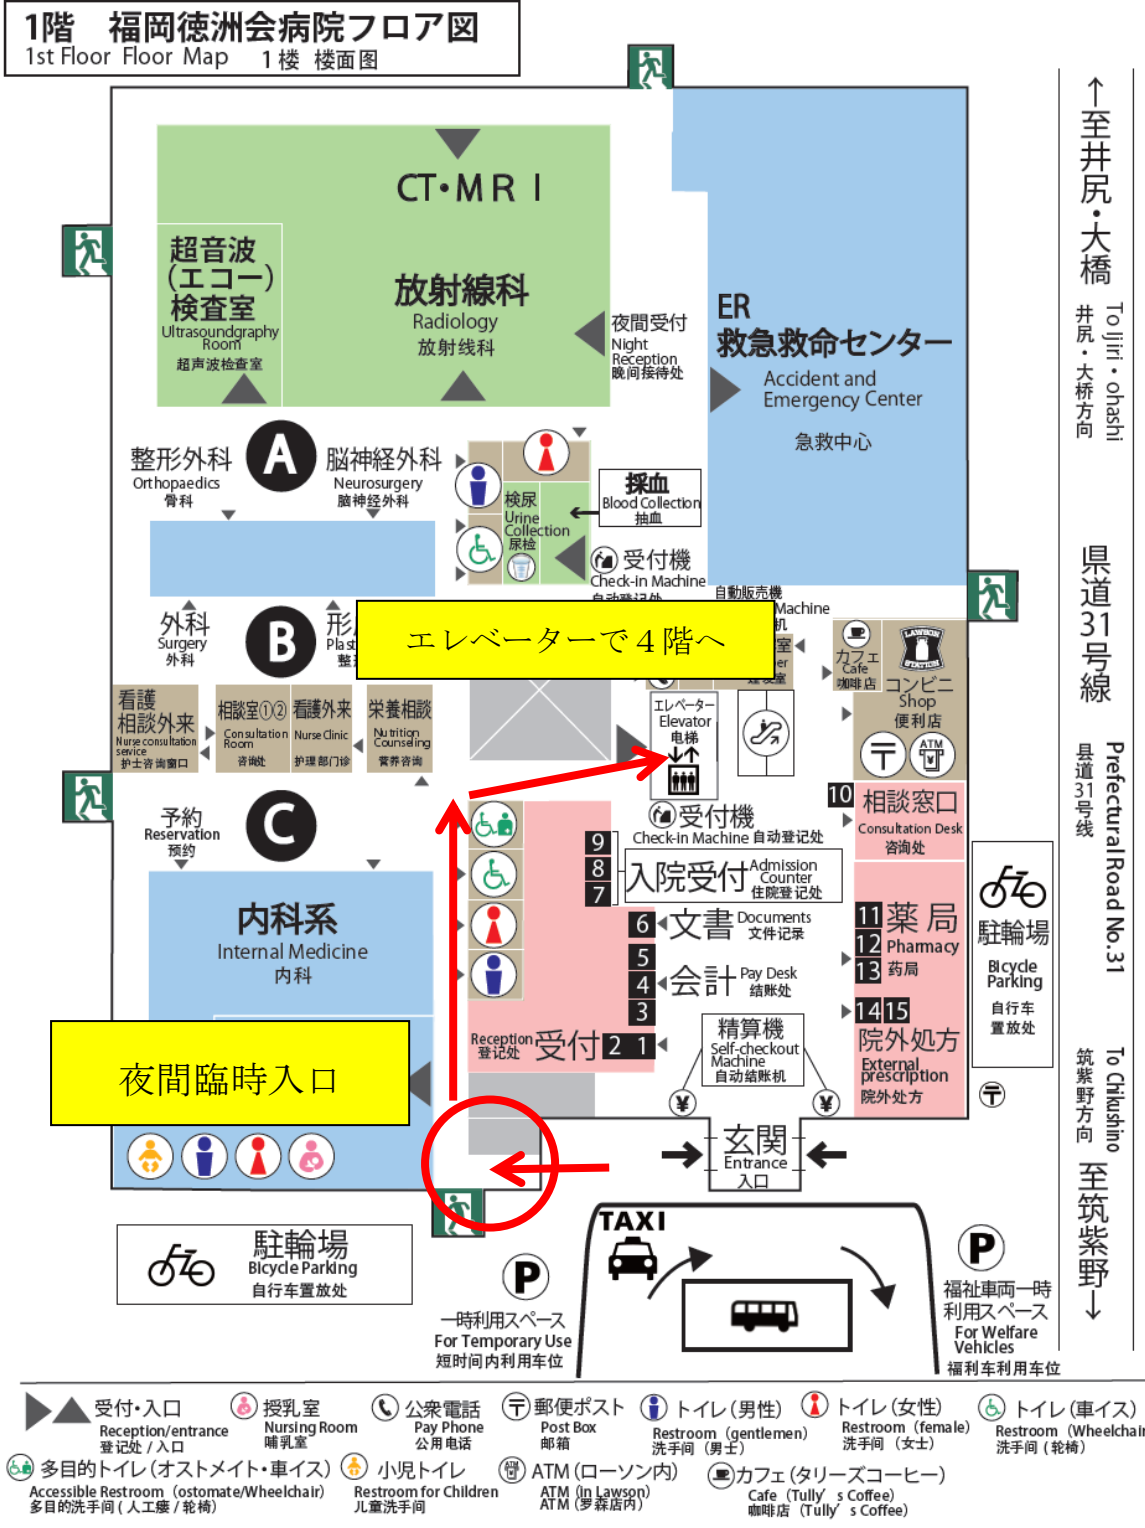 1階 福岡徳洲会病院フロア図
1st Floor Floor Map 1楼 楼面图
CT・MRI
超音波
(エコー)
検査室
Ultrasoundgraphy
Room
超声波检查室
放射線科
Radiology
放射线科
夜間受付
Night
Reception
晚间接待处
ER
救急救命センター
Accident and
Emergency Center
急救中心
←至井尻・大橋
To Ijiri・ohashi
井尻・大桥方向
A
整形外科
Orthopaedics
骨科
脳神経外科
Neurosurgery
脑神经外科
検尿
Urine
Collection
尿检
採血
Blood Collection
抽血
受付機
Check-in Machine
自动登记处
自動販売機
Machine
机
B
外科
Surgery
外科
形
Plast
整
エレベーターで４階へ
室
er
カフェ
Cafe
咖啡店
LAWSON
STATION
コンビニ
Shop
便利店
ATM
県道31号線
Prefectural Road No.31
县道31号线
看護
相談外来
Nurse consultation
service
护士咨询窗口
相談室①②
Consultation
Room
咨询处
看護外来
Nurse Clinic
护理部门诊
栄養相談
Nutrition
Counseling
营养咨询
エレベーター
Elevator
电梯
C
予約
Reservation
预约
受付機
Check-in Machine 自动登记处
10
相談窓口
Consultation Desk
咨询处
9
8
7
入院受付
Admission
Counter
住院登记处
内科系
Internal Medicine
内科
6
文書
Documents
文件记录
5
4
3
会計
Pay Desk
结账处
11
12
13
薬局
Pharmacy
药局
駐輪場
Bicycle
Parking
自行车
置放处
Reception
登记处
受付
2 1
精算機
Self-checkout
Machine
自动结账机
14 15
院外処方
External
prescription
院外处方
夜間臨時入口
¥
¥
玄関
Entrance
入口
To Chikushino
筑紫野方向
至筑紫野→
駐輪場
Bicycle Parking
自行车置放处
P
一時利用スペース
For Temporary Use
短时间内利用车位
TAXI
P
福祉車両一時
利用スペース
For Welfare
Vehicles
福利车利用车位
受付・入口
Reception/entrance
登记处 / 入口
授乳室
Nursing Room
哺乳室
公衆電話
Pay Phone
公用电话
郵便ポスト
Post Box
邮箱
トイレ(男性)
Restroom (gentlemen)
洗手间 (男士)
トイレ(女性)
Restroom (female)
洗手间 (女士)
トイレ(車イス)
Restroom (Wheelchair
洗手间 (轮椅)
多目的トイレ(オストメイト・車イス)
Accessible Restroom (ostomate/Wheelchair)
多目的洗手间 (人工瘘 / 轮椅)
小児トイレ
Restroom for Children
儿童洗手间
ATM(ローソン内)
ATM (in Lawson)
ATM (罗森店内)
カフェ(タリーズコーヒー)
Cafe (Tully's Coffee)
咖啡店 (Tully's Coffee)